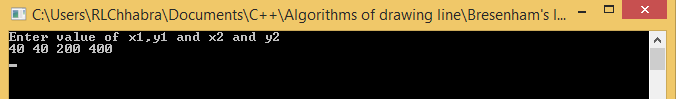 C:\Users\RLChhabra\Documents\C++\Algorithms of drawing line\Bresenham's l...
Enter value of x1,y1 and x2 and y2
40 40 200 400